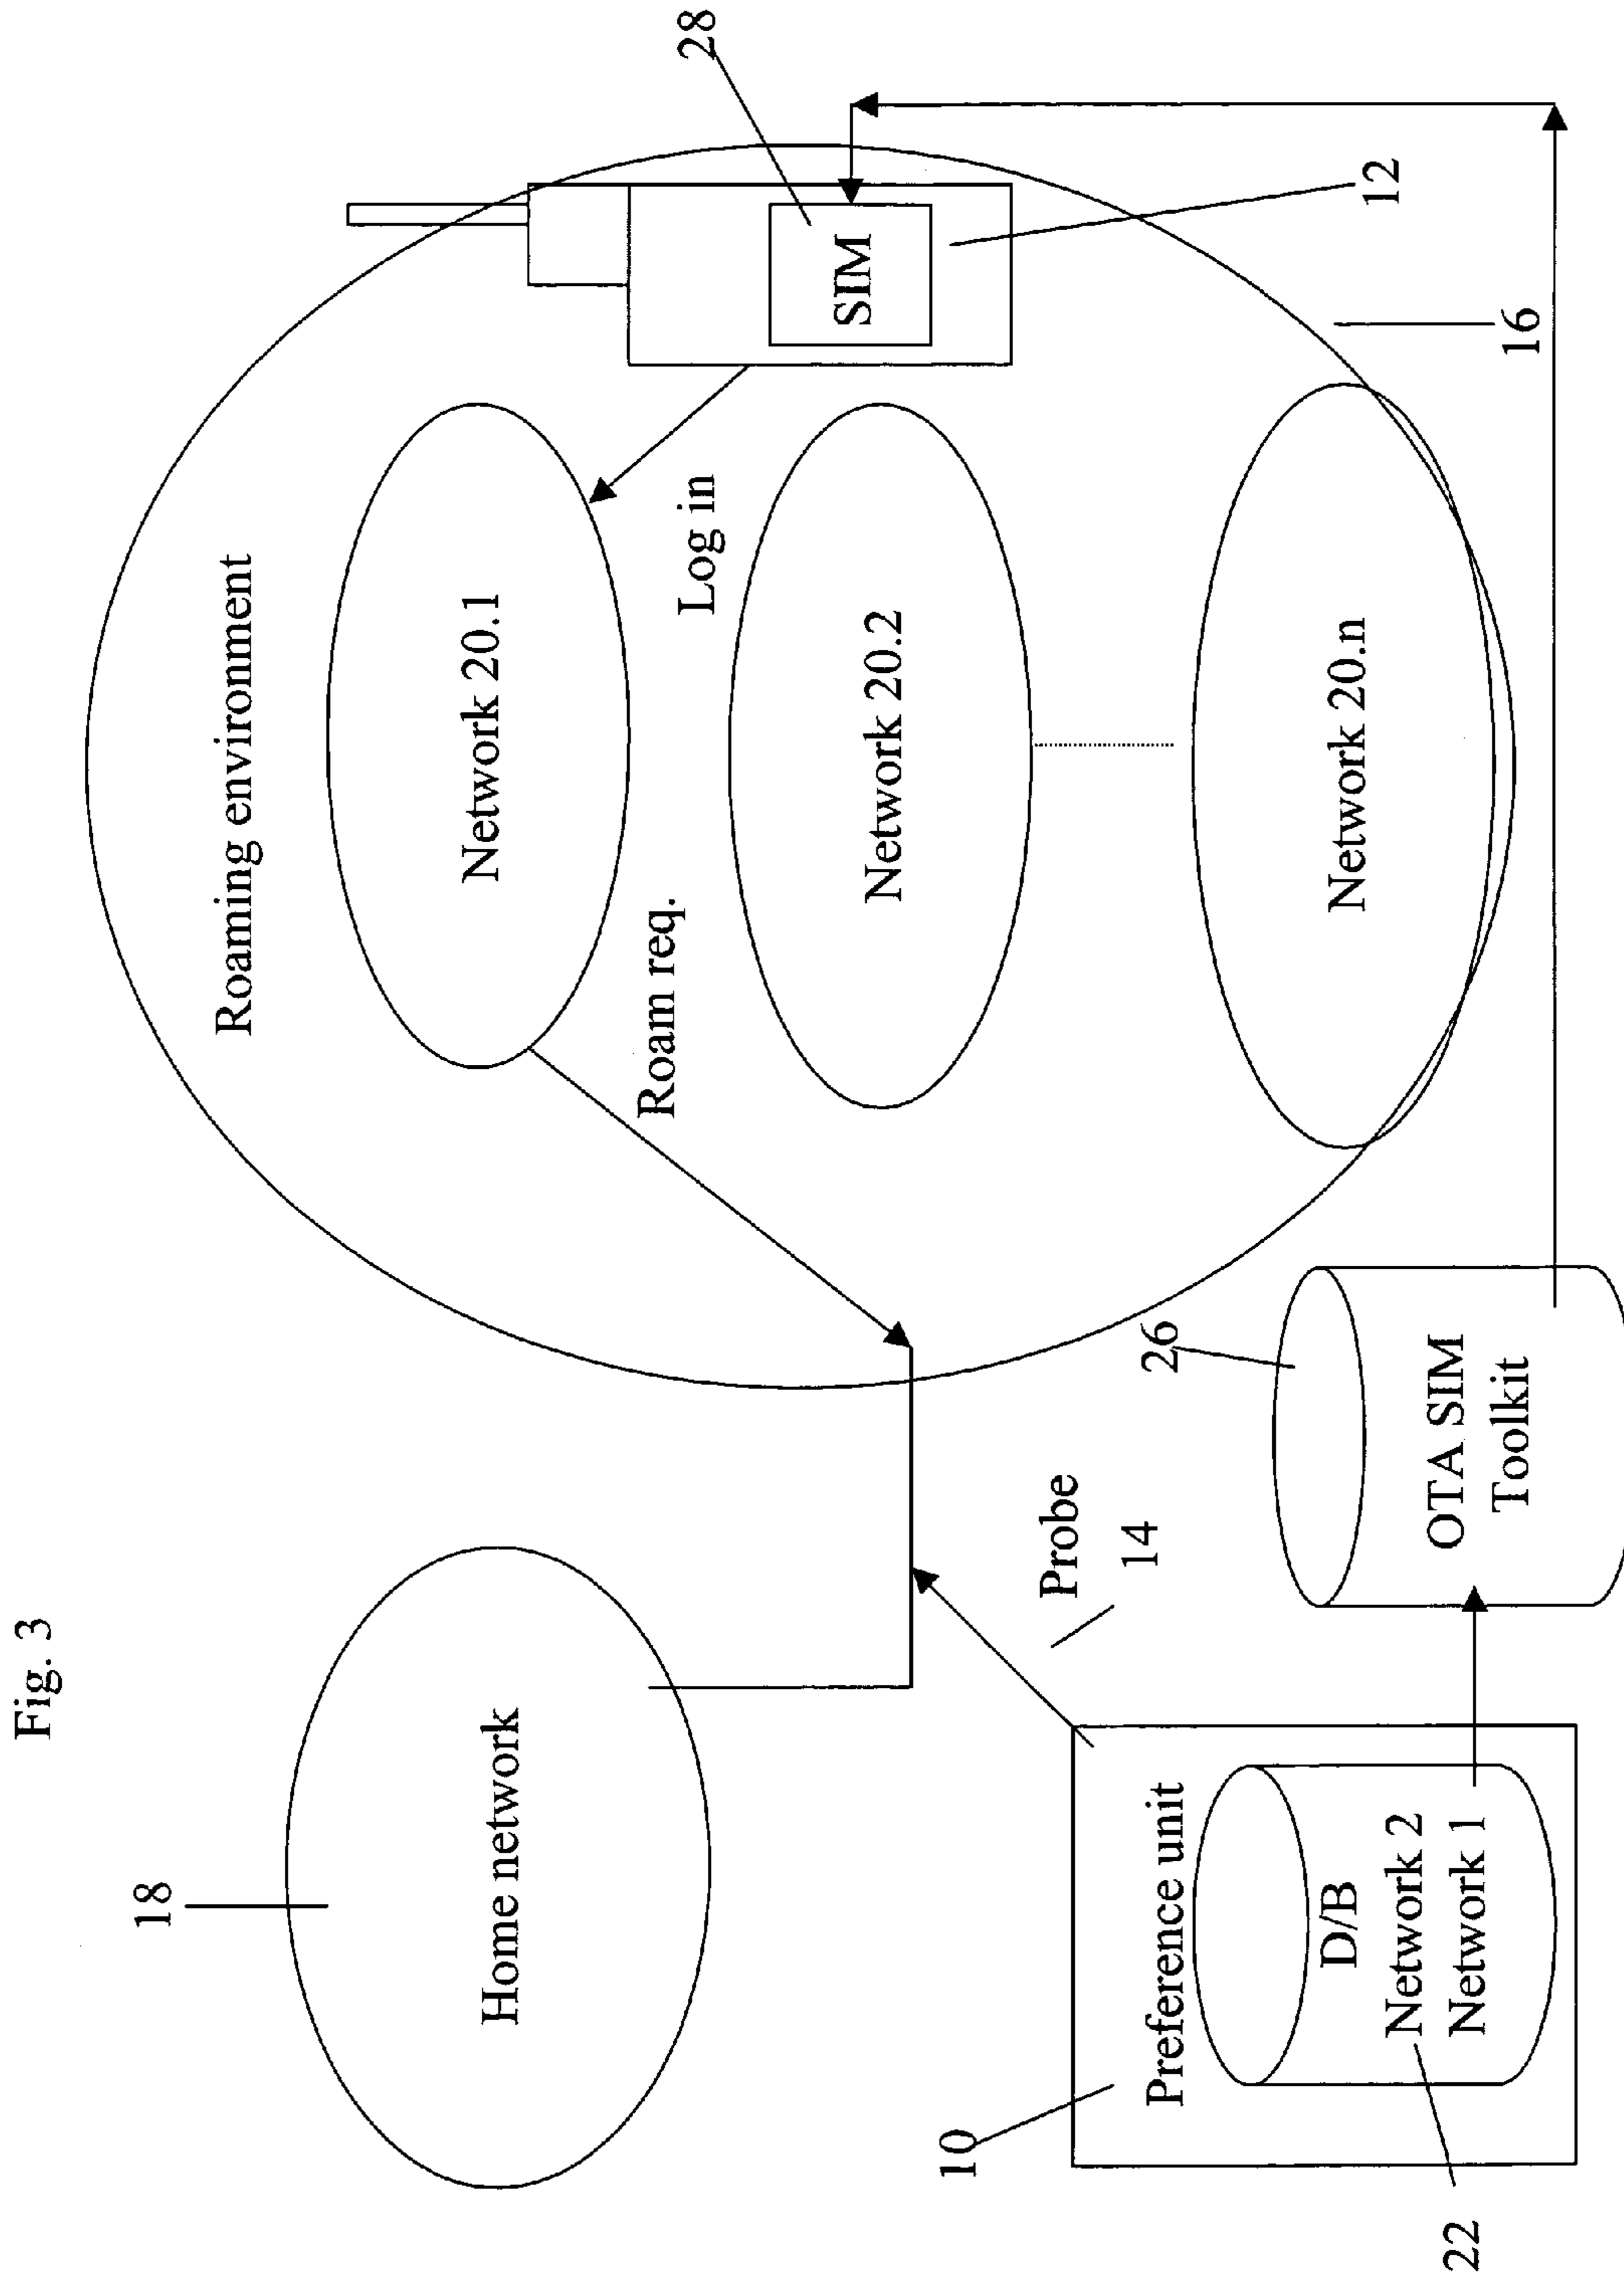 Fig. 3
18
Home network
Roaming environment
Network 20.1
Roam req.
Log in
28
Network 20.2
SIM
Network 20.n
12
16
10
Preference unit
D/B
Network 2
Network 1
22
Probe
14
26
OTA SIM
Toolkit